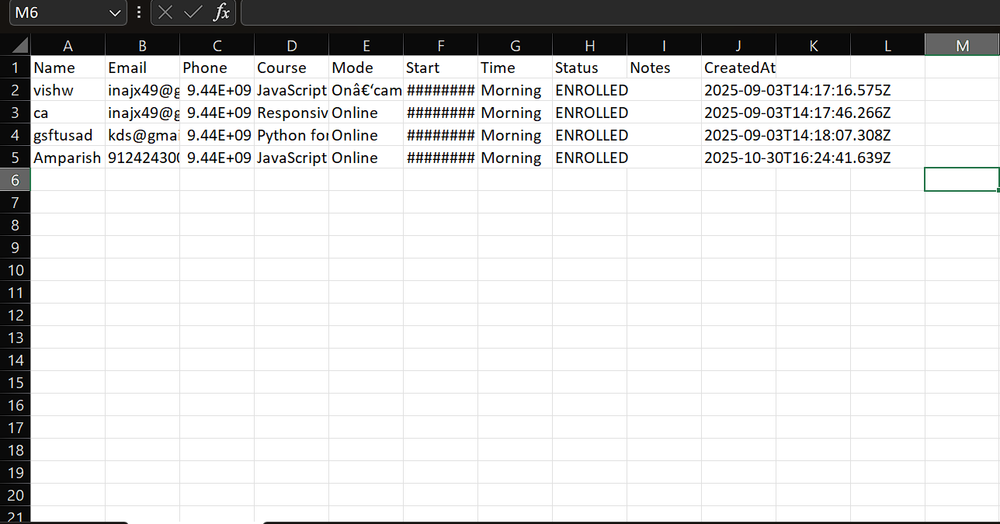 M6 fx
A B C D E F G H I J K L M
1 Name Email Phone Course Mode Start Time Status Notes CreatedAt
2 vishw inajx49@g 9.44E+09 JavaScript Onâ€‘cam ######## Morning ENROLLED 2025-09-03T14:17:16.575Z
3 ca inajx49@g 9.44E+09 Responsiv Online ######## Morning ENROLLED 2025-09-03T14:17:46.266Z
4 gsftusad kds@gmai 9.44E+09 Python for Online ######## Morning ENROLLED 2025-09-03T14:18:07.308Z
5 Amparish 912424300 9.44E+09 JavaScript Online ######## Morning ENROLLED 2025-10-30T16:24:41.639Z
6
7
8
9
10
11
12
13
14
15
16
17
18
19
20
21